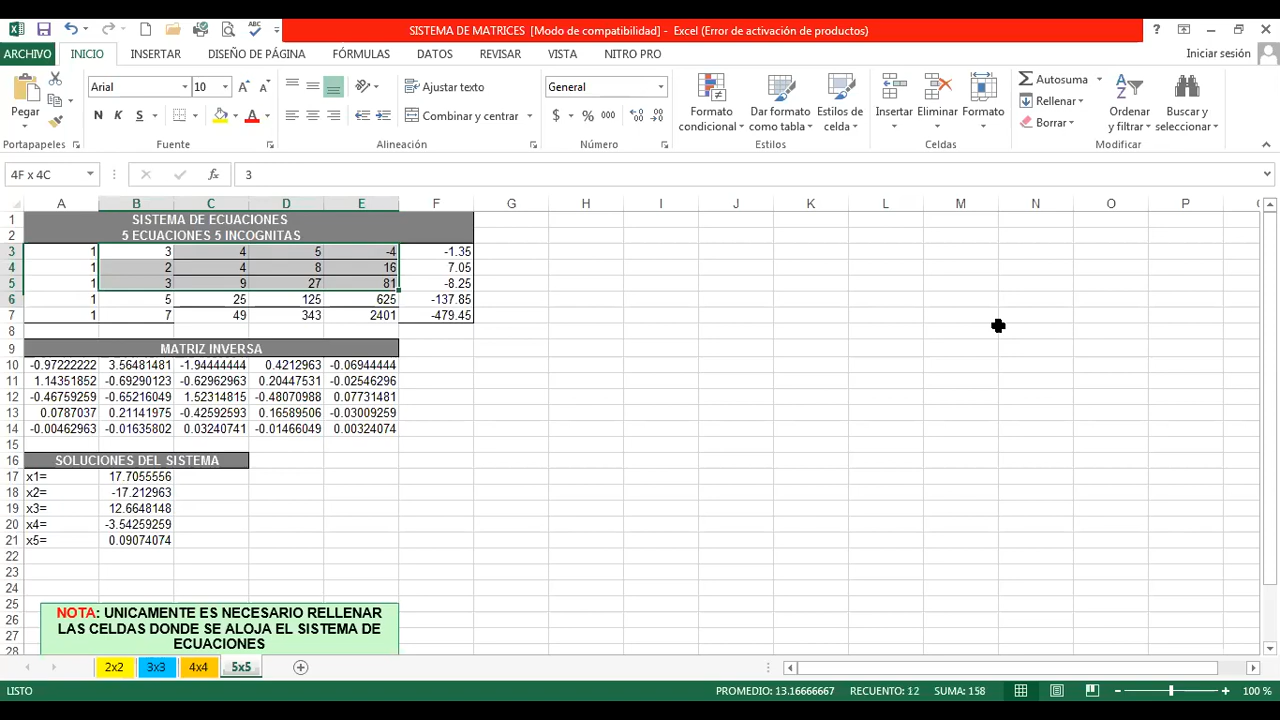 SISTEMA DE MATRICES [Modo de compatibilidad] - Excel (Error de activación de productos)
ARCHIVO INICIO INSERTAR DISEÑO DE PÁGINA FÓRMULAS DATOS REVISAR VISTA NITRO PRO Iniciar sesión
Pegar
Arial 10
N K S
Ajustar texto
Combinar y centrar
General
$ % 000
Formato condicional
Dar formato como tabla
Estilos de celda
Insertar Eliminar Formato
Autosuma
Rellenar
Borrar
Ordenar y filtrar
Buscar y seleccionar
Portapapeles Fuente Alineación Número Estilos Celdas Modificar
4F x 4C fx 3
A B C D E F G H I J K L M N O P
1 SISTEMA DE ECUACIONES
2 5 ECUACIONES 5 INCOGNITAS
3 1 3 4 5 -4 -1.35
4 1 2 4 8 16 7.05
5 1 3 9 27 81 -8.25
6 1 5 25 125 625 -137.85
7 1 7 49 343 2401 -479.45
8
9 MATRIZ INVERSA
10 -0.97222222 3.56481481 -1.94444444 0.4212963 -0.06944444
11 1.14351852 -0.69290123 -0.62962963 0.20447531 -0.02546296
12 -0.46759259 -0.65216049 1.52314815 -0.48070988 0.07731481
13 0.0787037 0.21141975 -0.42592593 0.16589506 -0.03009259
14 -0.00462963 -0.01635802 0.03240741 -0.01466049 0.00324074
15
16 SOLUCIONES DEL SISTEMA
17 x1= 17.7055556
18 x2= -17.212963
19 x3= 12.6648148
20 x4= -3.54259259
21 x5= 0.09074074
22
23
24
25 NOTA: UNICAMENTE ES NECESARIO RELLENAR
26 LAS CELDAS DONDE SE ALOJA EL SISTEMA DE
27 ECUACIONES
28
2x2 3x3 4x4 5x5
LISTO PROMEDIO: 13.16666667 RECUENTO: 12 SUMA: 158 100 %